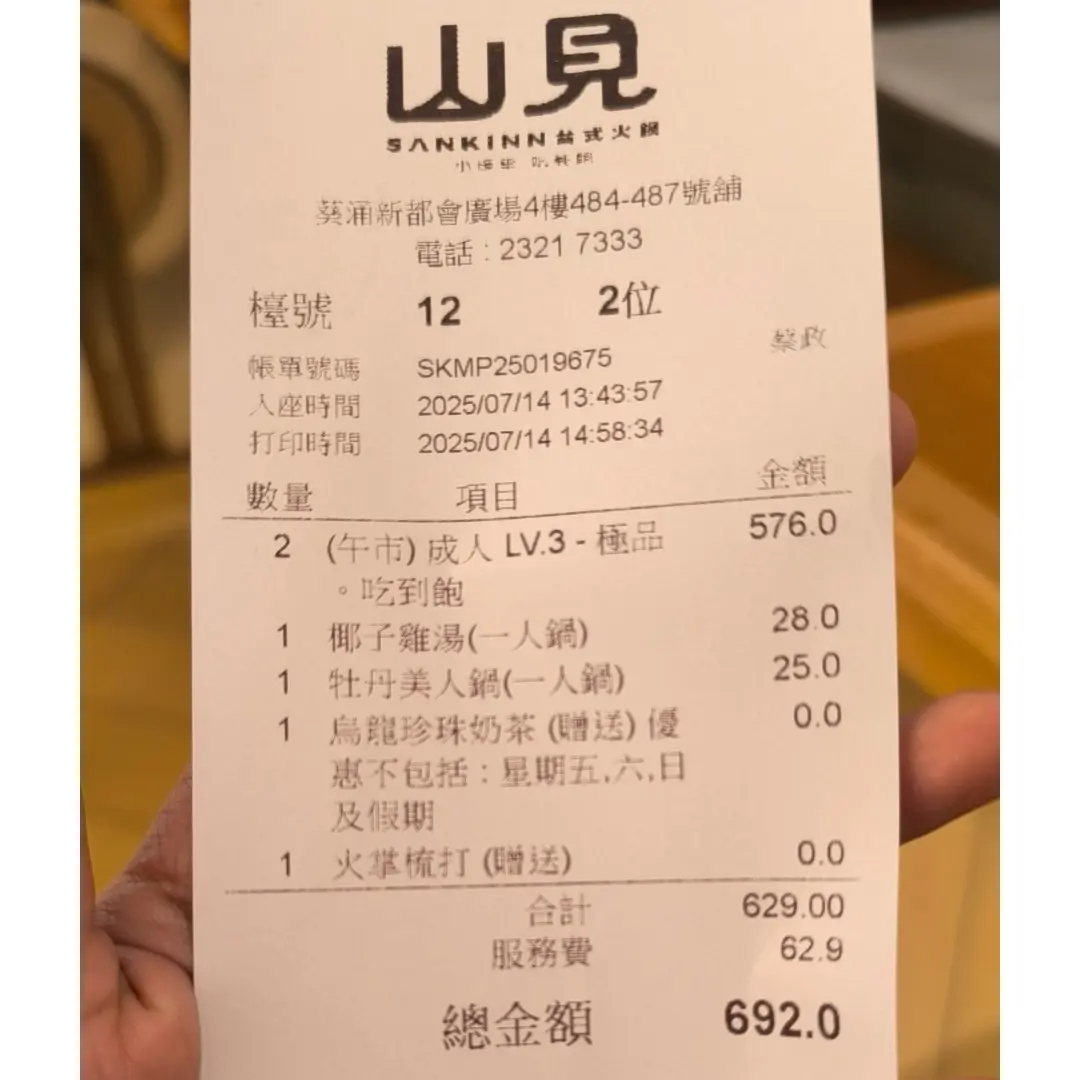 山見
SANKINN 台式火鍋
葵涌新都會廣場4樓484-487號舖
電話：2321 7333
檯號 12 2位
帳單號碼 SKMP25019675 蔡政
入座時間 2025/07/14 13:43:57
打印時間 2025/07/14 14:58:34
數量 項目 金額
2 (午市) 成人 LV.3 - 極品 576.0
。吃到飽
1 椰子雞湯(一人鍋) 28.0
1 牡丹美人鍋(一人鍋) 25.0
1 烏龍珍珠奶茶 (贈送) 優 0.0
惠不包括：星期五,六,日
及假期
1 火掌梳打 (贈送) 0.0
合計 629.00
服務費 62.9
總金額 692.0